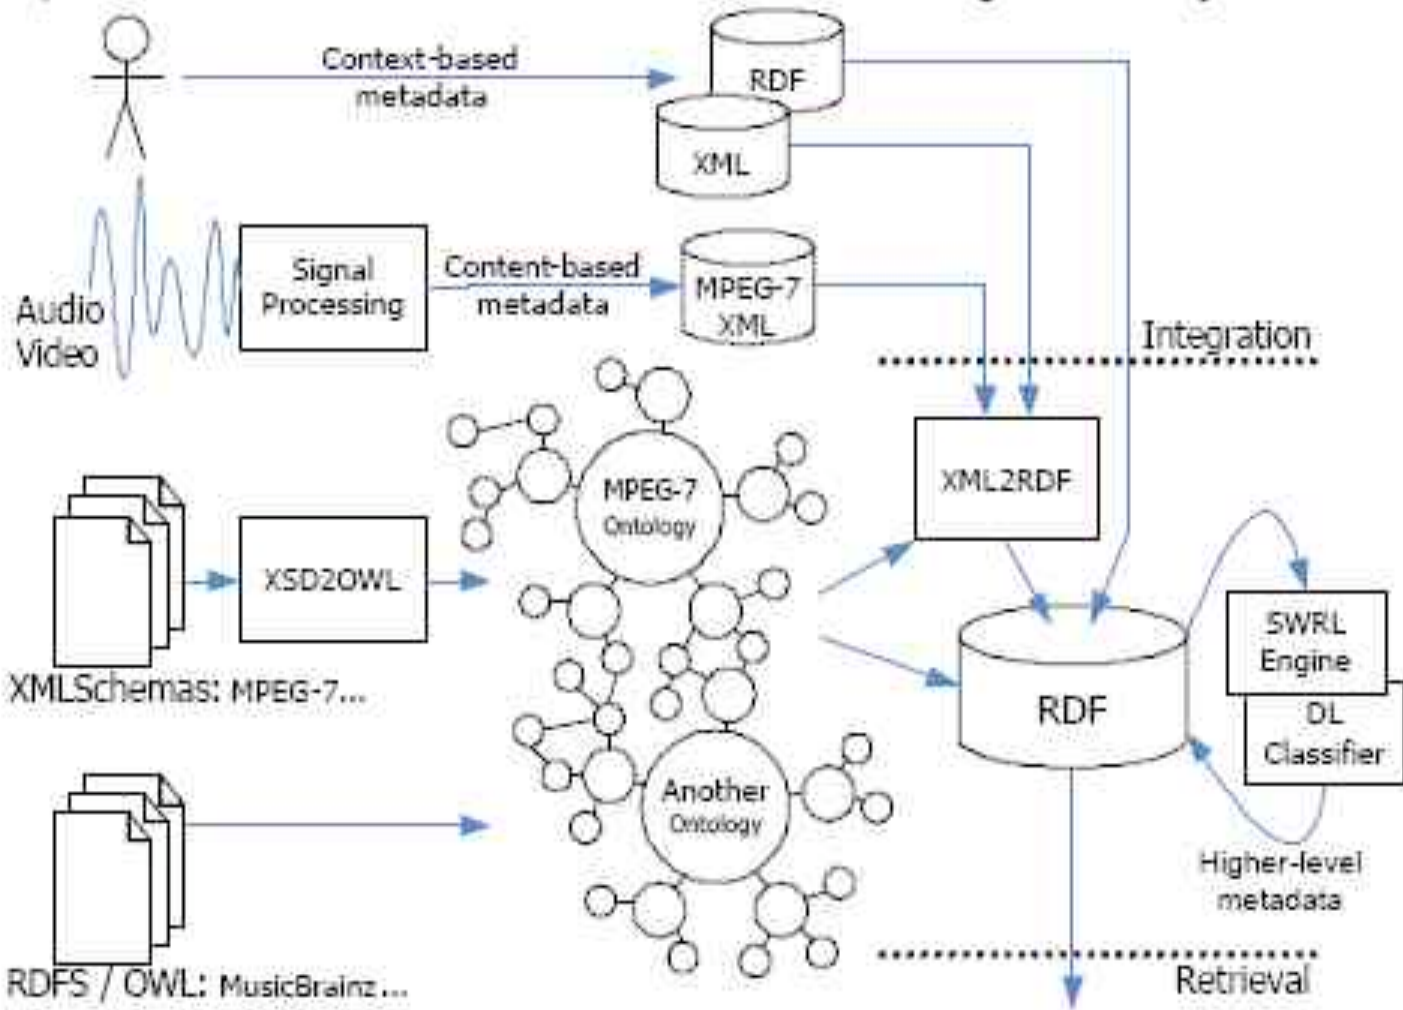 Context-based
metadata
RDF
XML
Signal
Processing
Content-based
metadata
MPEG-7
XML
Audio
Video
Integration
XML2RDF
MPEG-7
Ontology
XSD2OWL
XMLSchemas: MPEG-7...
SWRL
Engine
RDF
DL
Classifier
Another
Ontology
Higher-level
metadata
RDFS / OWL: MusicBrainz ...
Retrieval